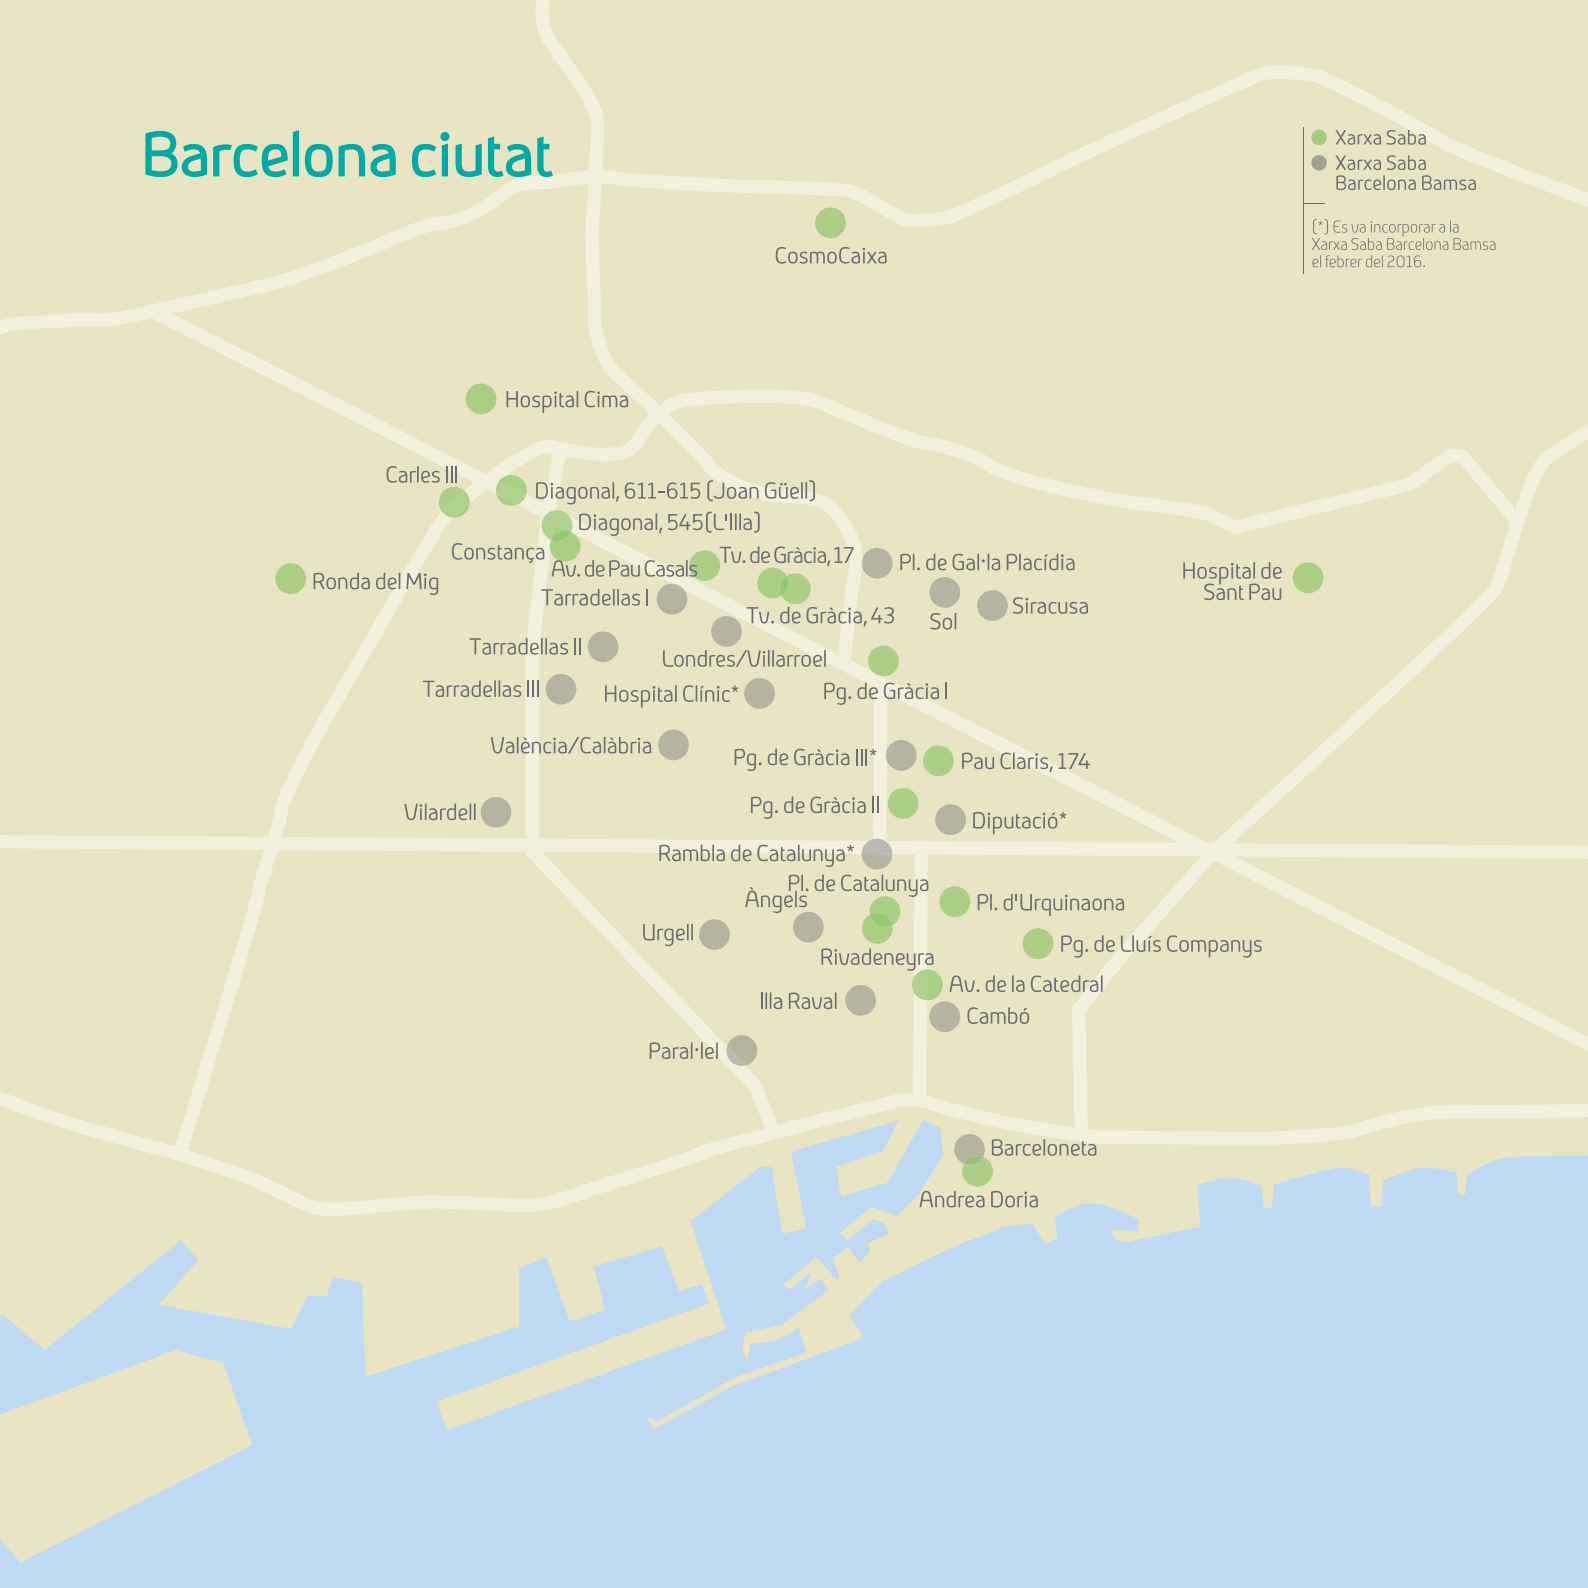 Barcelona ciutat
Xarxa Saba
Xarxa Saba
Barcelona Bamsa
(*) Es va incorporar a la
Xarxa Saba Barcelona Bamsa
el febrer del 2016.
CosmoCaixa
Hospital Cima
Carles III
Diagonal, 611-615 (Joan Güell)
Diagonal, 545 (L'Illa)
Constança
Av. de Pau Casals
Tv. de Gràcia, 17
Pl. de Gal·la Placídia
Hospital de
Sant Pau
Ronda del Mig
Tarradellas I
Tv. de Gràcia, 43
Sol
Siracusa
Tarradellas II
Londres/Villarroel
Tarradellas III
Hospital Clínic*
Pg. de Gràcia I
València/Calàbria
Pg. de Gràcia III*
Pau Claris, 174
Vilardell
Pg. de Gràcia II
Diputació*
Rambla de Catalunya*
Pl. de Catalunya
Àngels
Pl. d'Urquinaona
Urgell
Rivadeneyra
Pg. de Lluís Companys
Av. de la Catedral
Illa Raval
Cambó
Paral·lel
Barceloneta
Andrea Doria